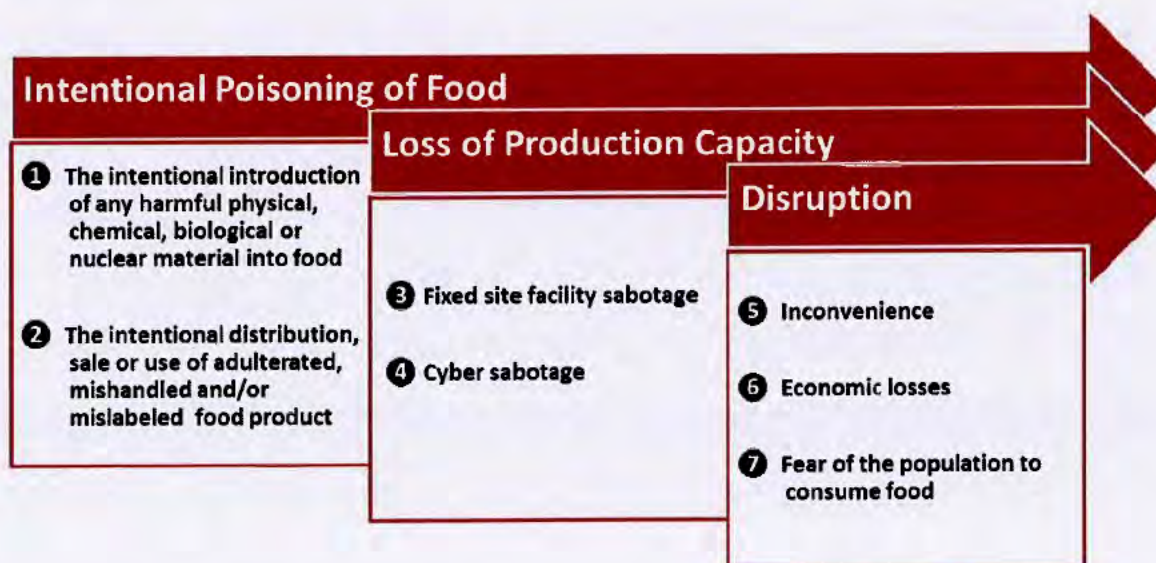 Intentional Poisoning of Food
❶ The intentional introduction
of any harmful physical,
chemical, biological or
nuclear material into food
❷ The intentional distribution,
sale or use of adulterated,
mishandled and/or
mislabeled food product
Loss of Production Capacity
❸ Fixed site facility sabotage
❹ Cyber sabotage
Disruption
❺ Inconvenience
❻ Economic losses
❼ Fear of the population to
consume food